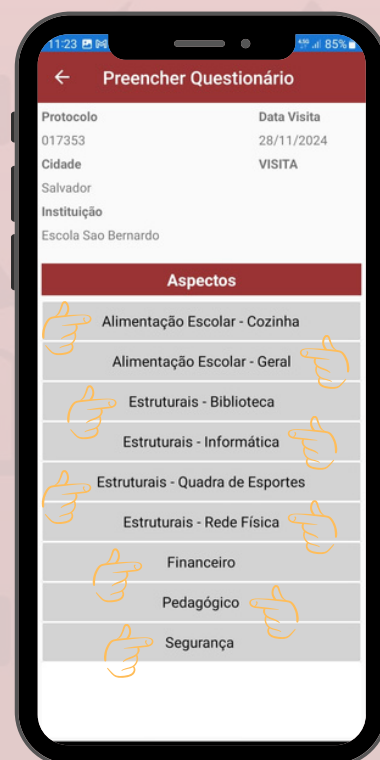 11:23 85%
← Preencher Questionário
Protocolo Data Visita
017353 28/11/2024
Cidade VISITA
Salvador
Instituição
Escola Sao Bernardo
Aspectos
Alimentação Escolar - Cozinha
Alimentação Escolar - Geral
Estruturais - Biblioteca
Estruturais - Informática
Estruturais - Quadra de Esportes
Estruturais - Rede Física
Financeiro
Pedagógico
Segurança